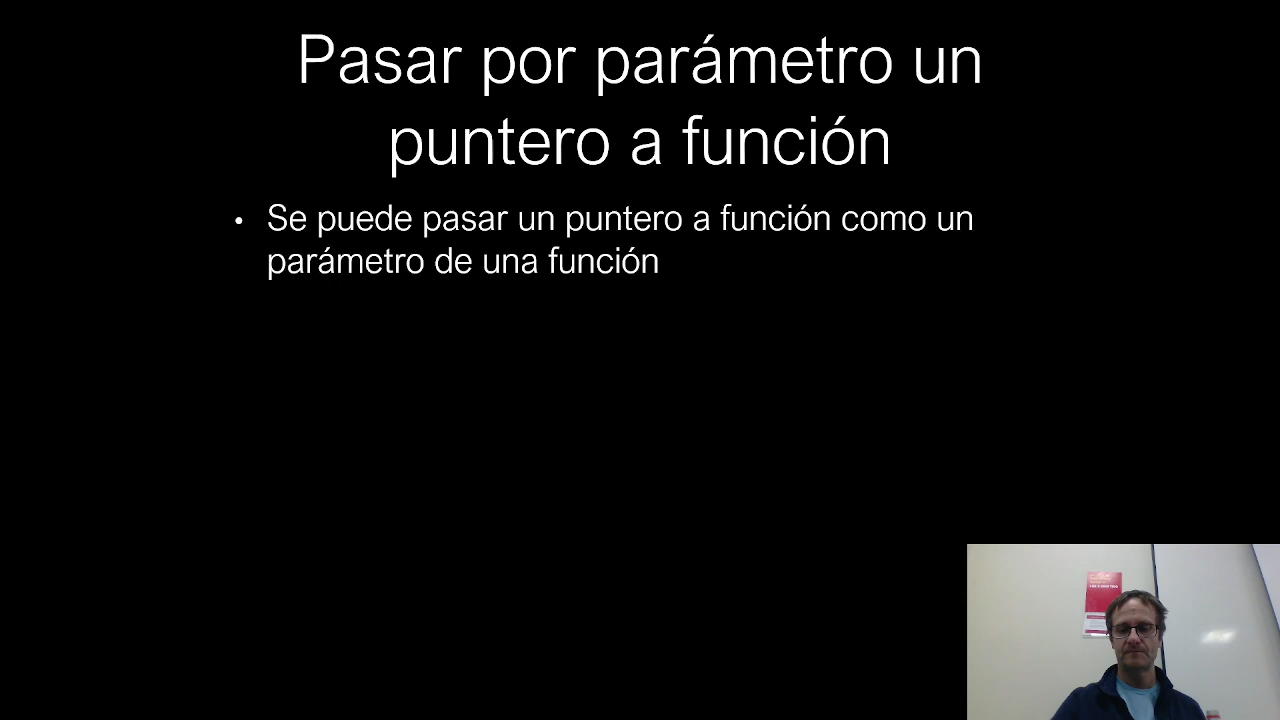 Pasar por parámetro un
puntero a función
• Se puede pasar un puntero a función como un
parámetro de una función